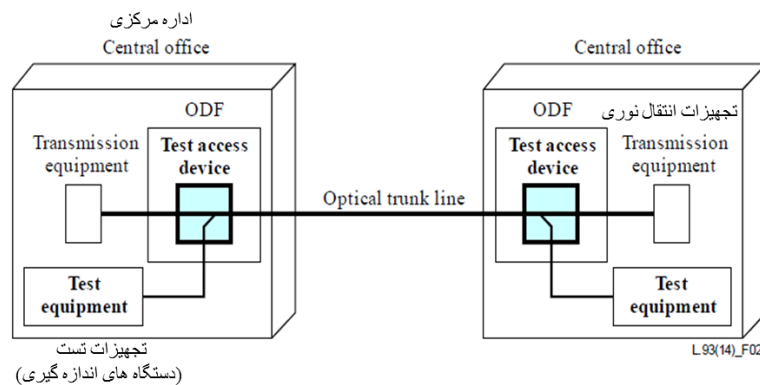 اداره مرکزی
Central office
ODF
Test access
device
Transmission
equipment
Test
equipment
تجهیزات تست
(دستگاه های اندازه گیری)
Optical trunk line
Central office
ODF
تجهیزات انتقال نوری
Test access
device
Transmission
equipment
Test
equipment
L.93(14)_F02